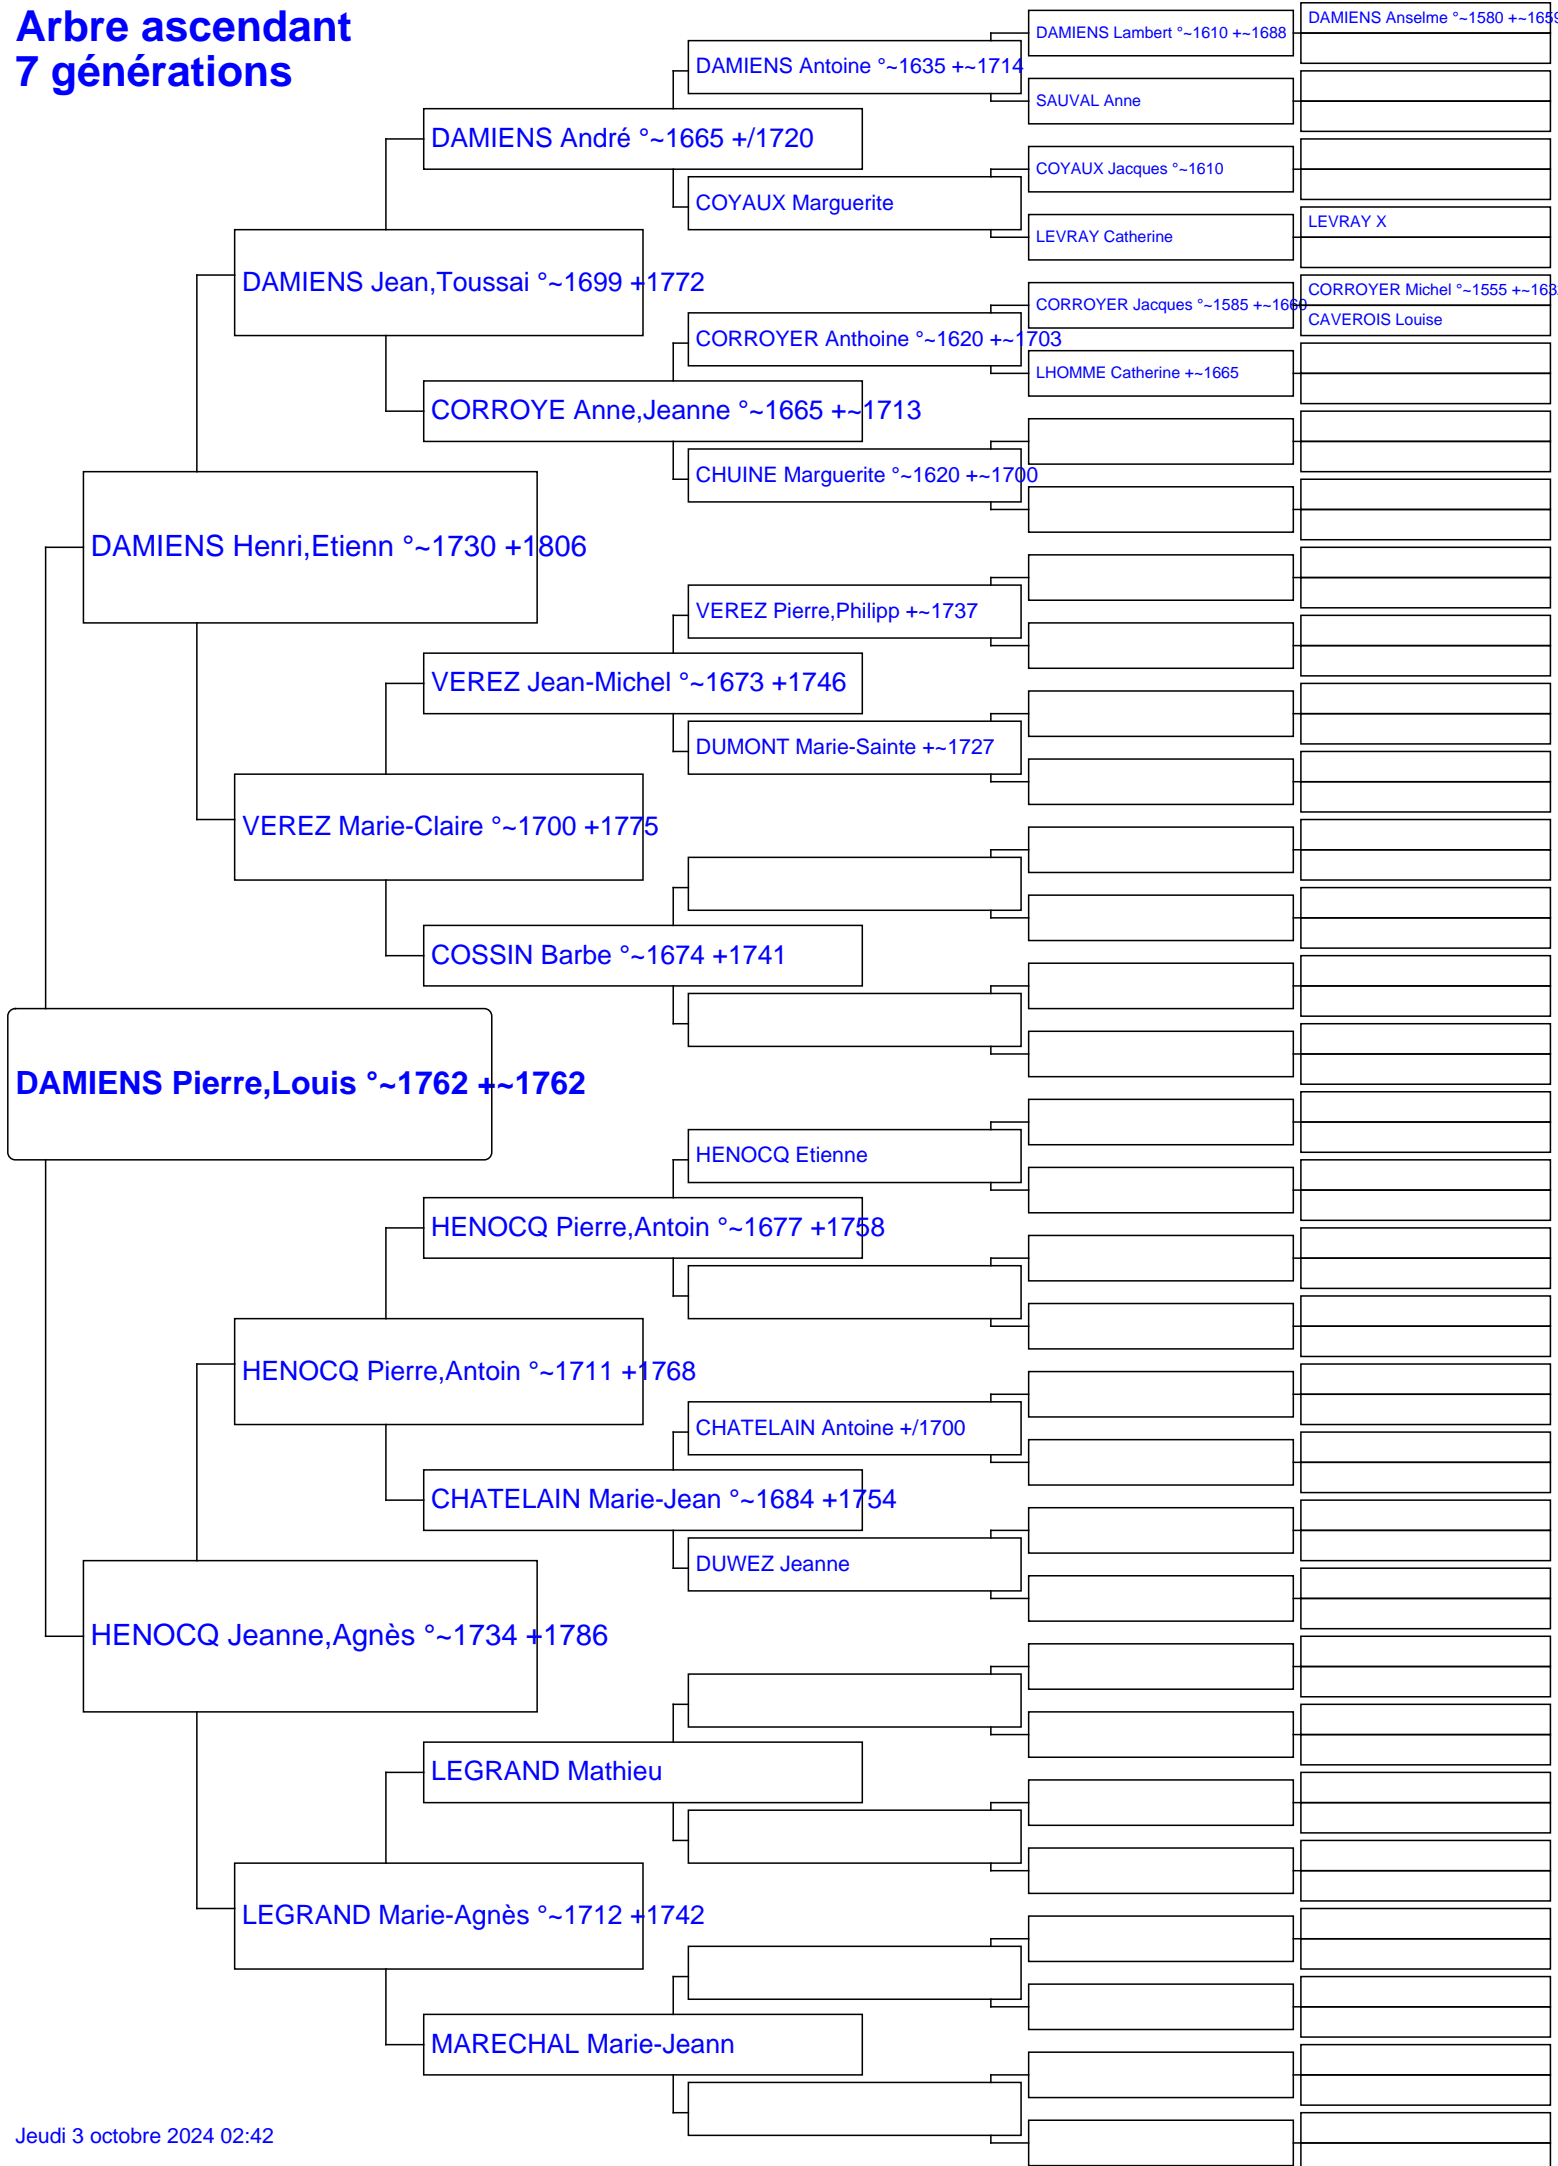 Arbre ascendant
7 générations
DAMIENS Anselme °~1580 +~1659
DAMIENS Lambert °~1610 +~1688
DAMIENS Antoine °~1635 +~1714
SAUVAL Anne
DAMIENS André °~1665 +/1720
COYAUX Jacques °~1610
COYAUX Marguerite
LEVRAY X
LEVRAY Catherine
DAMIENS Jean,Toussai °~1699 +1772
CORROYER Michel °~1555 +~163
CORROYER Jacques °~1585 +~1660
CAVEROIS Louise
CORROYER Anthoine °~1620 +~1703
LHOMME Catherine +~1665
CORROYE Anne,Jeanne °~1665 +~1713
CHUINE Marguerite °~1620 +~1700
DAMIENS Henri,Etienn °~1730 +1806
VEREZ Pierre,Philipp +~1737
VEREZ Jean-Michel °~1673 +1746
DUMONT Marie-Sainte +~1727
VEREZ Marie-Claire °~1700 +1775
COSSIN Barbe °~1674 +1741
DAMIENS Pierre,Louis °~1762 +~1762
HENOCQ Etienne
HENOCQ Pierre,Antoin °~1677 +1758
HENOCQ Pierre,Antoin °~1711 +1768
CHATELAIN Antoine +/1700
CHATELAIN Marie-Jean °~1684 +1754
DUWEZ Jeanne
HENOCQ Jeanne,Agnès °~1734 +1786
LEGRAND Mathieu
LEGRAND Marie-Agnès °~1712 +1742
MARECHAL Marie-Jeann
Jeudi 3 octobre 2024 02:42